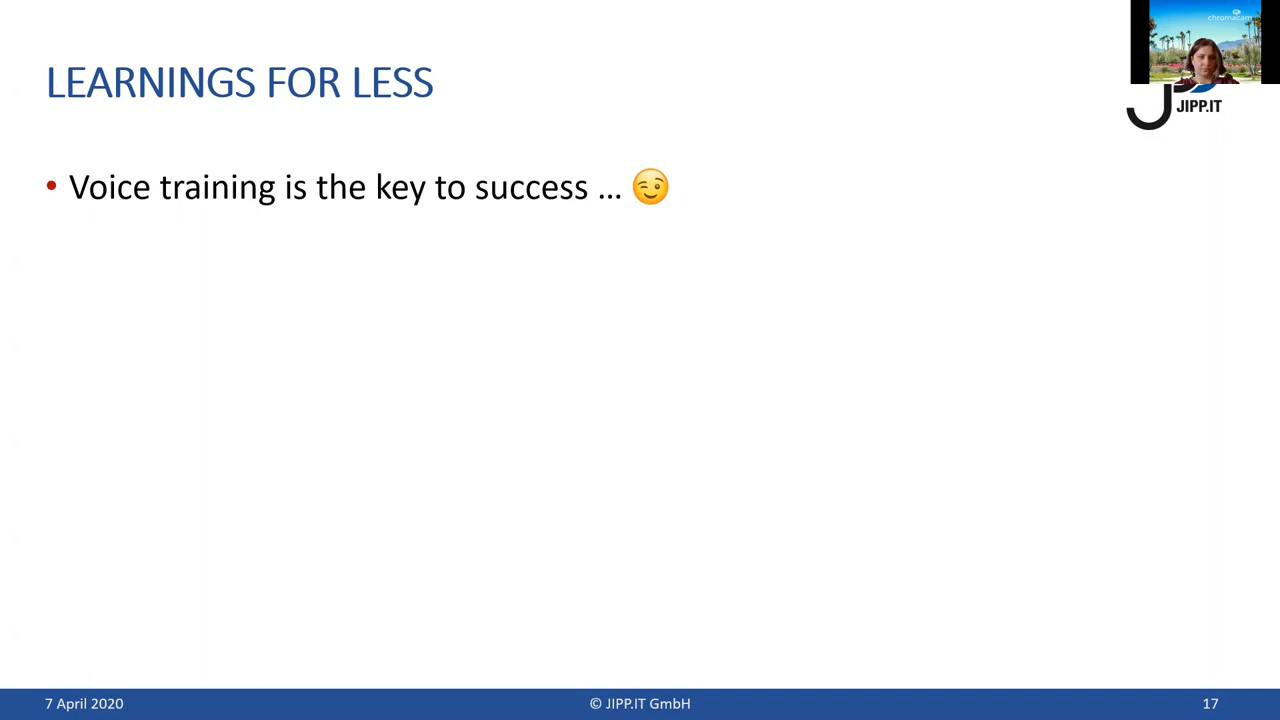 chromacam
LEARNINGS FOR LESS
JIPP.IT
• Voice training is the key to success ... 😉
7 April 2020
© JIPP.IT GmbH
17